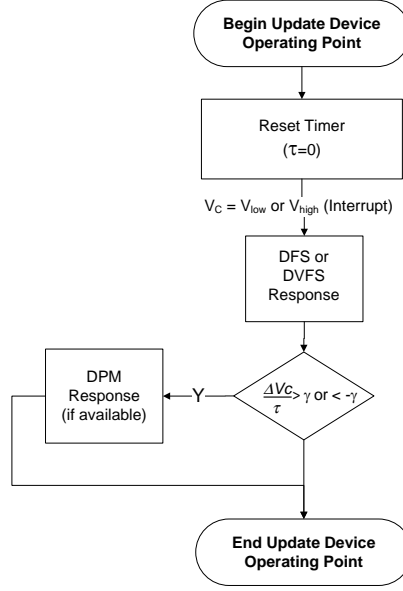 Begin Update Device
Operating Point
Reset Timer
(τ=0)
V_C = V_low or V_high (Interrupt)
DFS or
DVFS
Response
ΔVc/τ > γ or < -γ
Y
DPM
Response
(if available)
End Update Device
Operating Point